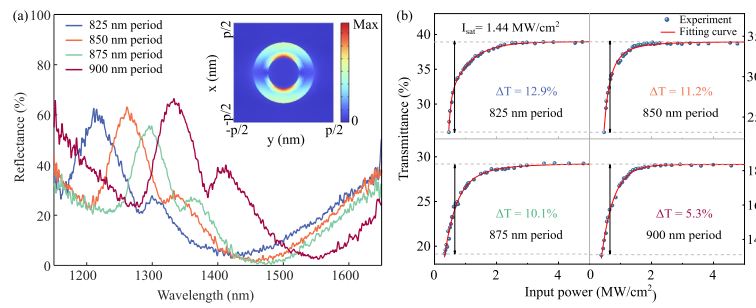 (a)
825 nm period
850 nm period
875 nm period
900 nm period
Reflectance (%)
80
60
40
20
0
1200
1300
1400
1500
1600
Wavelength (nm)
p/2
x (nm)
-p/2
-p/2
p/2
y (nm)
Max
0
(b)
Transmittance (%)
40
35
30
25
30
25
20
I_sat= 1.44 MW/cm²
Experiment
Fitting curve
ΔT = 12.9%
825 nm period
ΔT = 11.2%
850 nm period
ΔT = 10.1%
875 nm period
ΔT = 5.3%
900 nm period
0
2
4
0
2
4
Input power (MW/cm²)